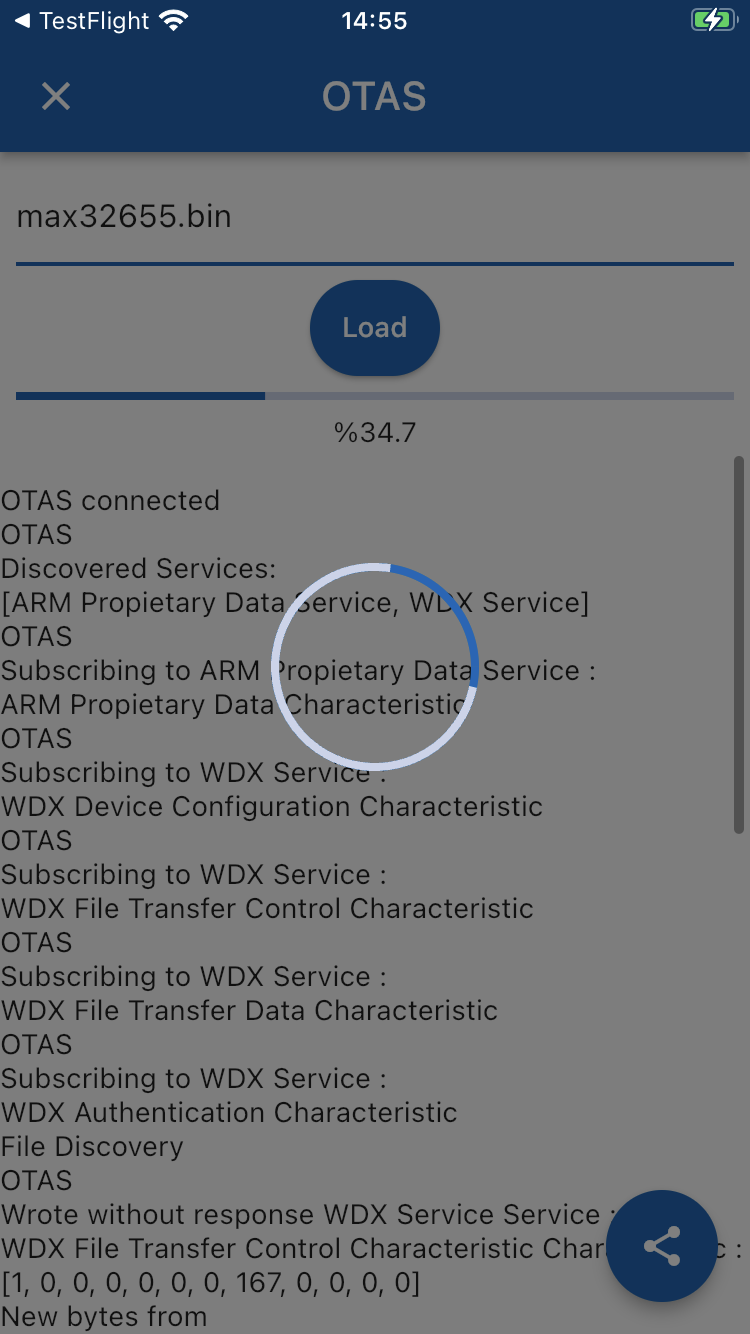 TestFlight
14:55
OTAS
max32655.bin
Load
%34.7
OTAS connected
OTAS
Discovered Services:
[ARM Propietary Data Service, WDX Service]
OTAS
Subscribing to ARM Propietary Data Service :
ARM Propietary Data Characteristic
OTAS
Subscribing to WDX Service :
WDX Device Configuration Characteristic
OTAS
Subscribing to WDX Service :
WDX File Transfer Control Characteristic
OTAS
Subscribing to WDX Service :
WDX File Transfer Data Characteristic
OTAS
Subscribing to WDX Service :
WDX Authentication Characteristic
File Discovery
OTAS
Wrote without response WDX Service Service :
WDX File Transfer Control Characteristic :
[1, 0, 0, 0, 0, 0, 0, 167, 0, 0, 0, 0]
New bytes from